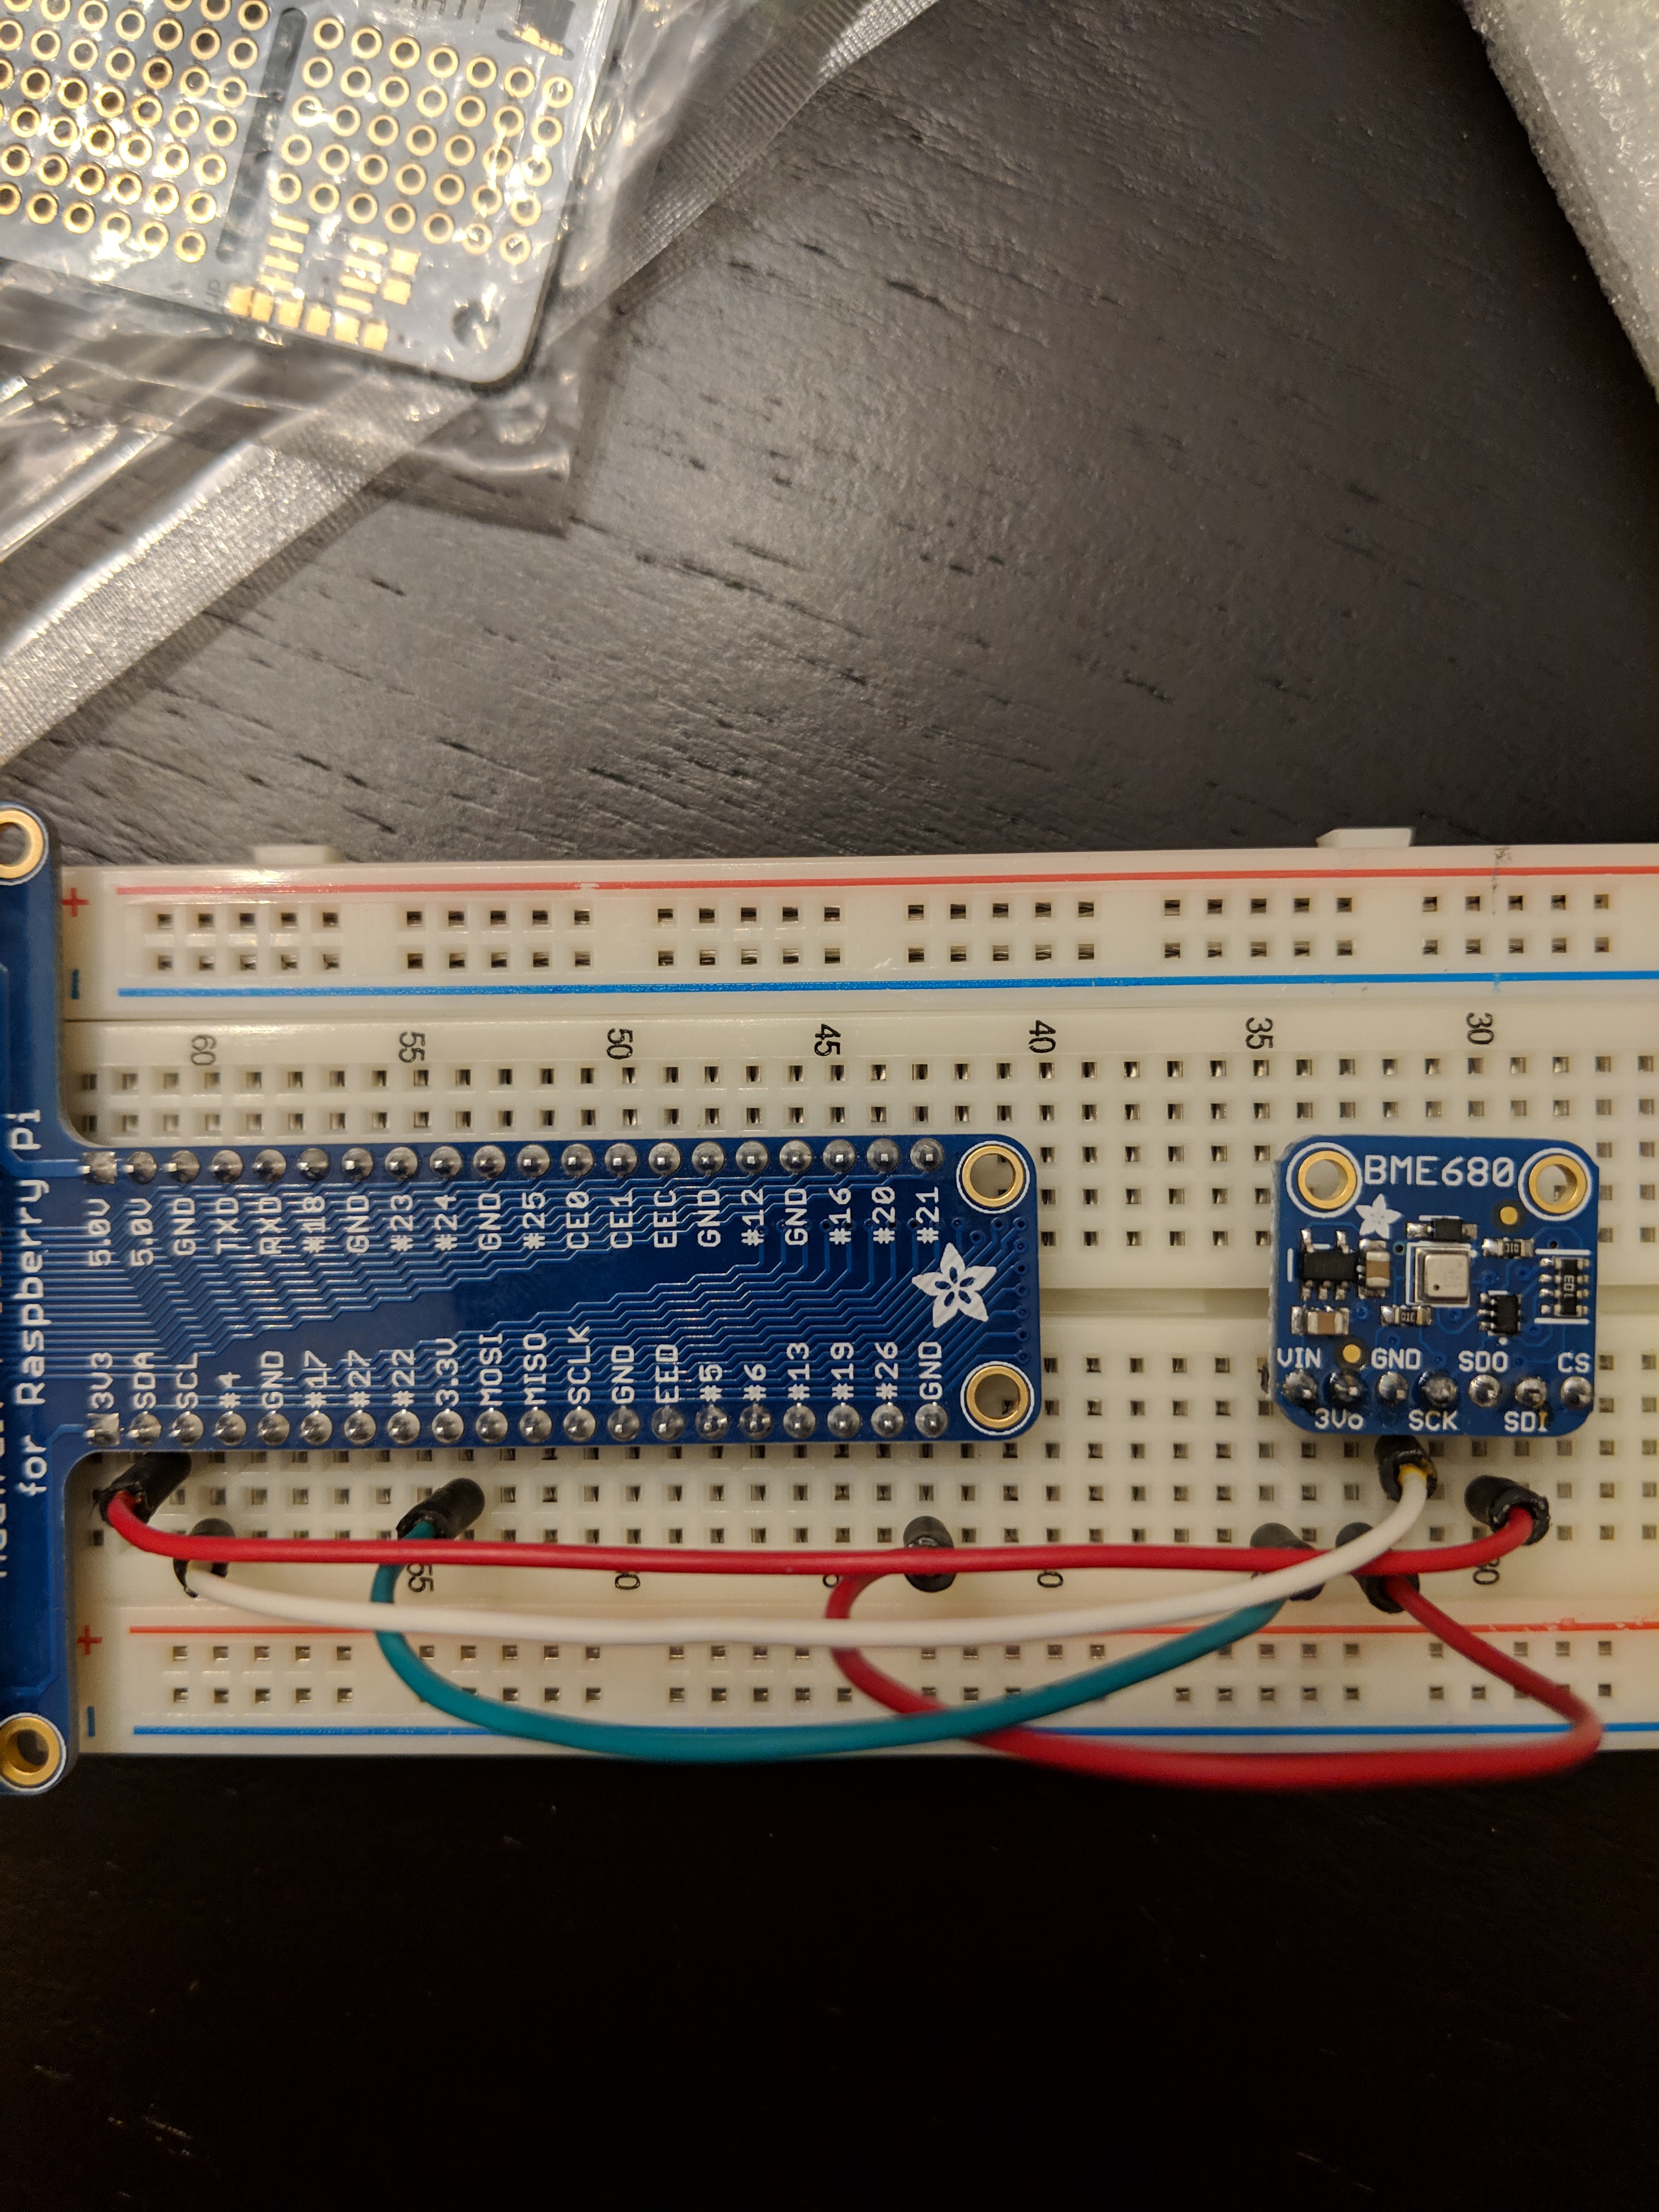 +
-
60 55 50 45 40 35 30
for Raspberry Pi
5.0V
5.0V
GND
TXD
RXD
#18
GND
#23
#24
GND
#25
CE0
CE1
EEC
GND
#12
GND
#16
#20
#21
3V3
SDA
SCL
#4
GND
#17
#27
#22
3.3V
MOSI
MISO
SCLK
GND
EED
#5
#6
#13
#19
#26
GND
BME680
VIN GND SDO CS
3Vo SCK SDI
+
-